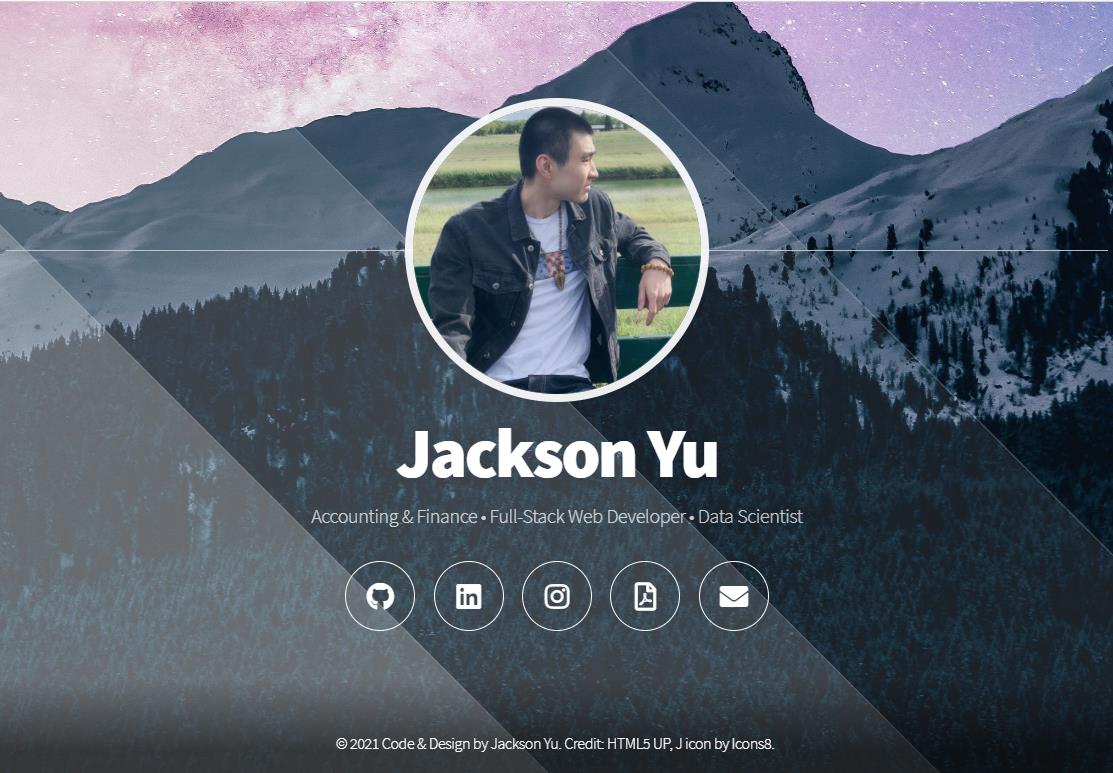 Jackson Yu
Accounting & Finance • Full-Stack Web Developer • Data Scientist
© 2021 Code & Design by Jackson Yu. Credit: HTML5 UP, J icon by Icons8.